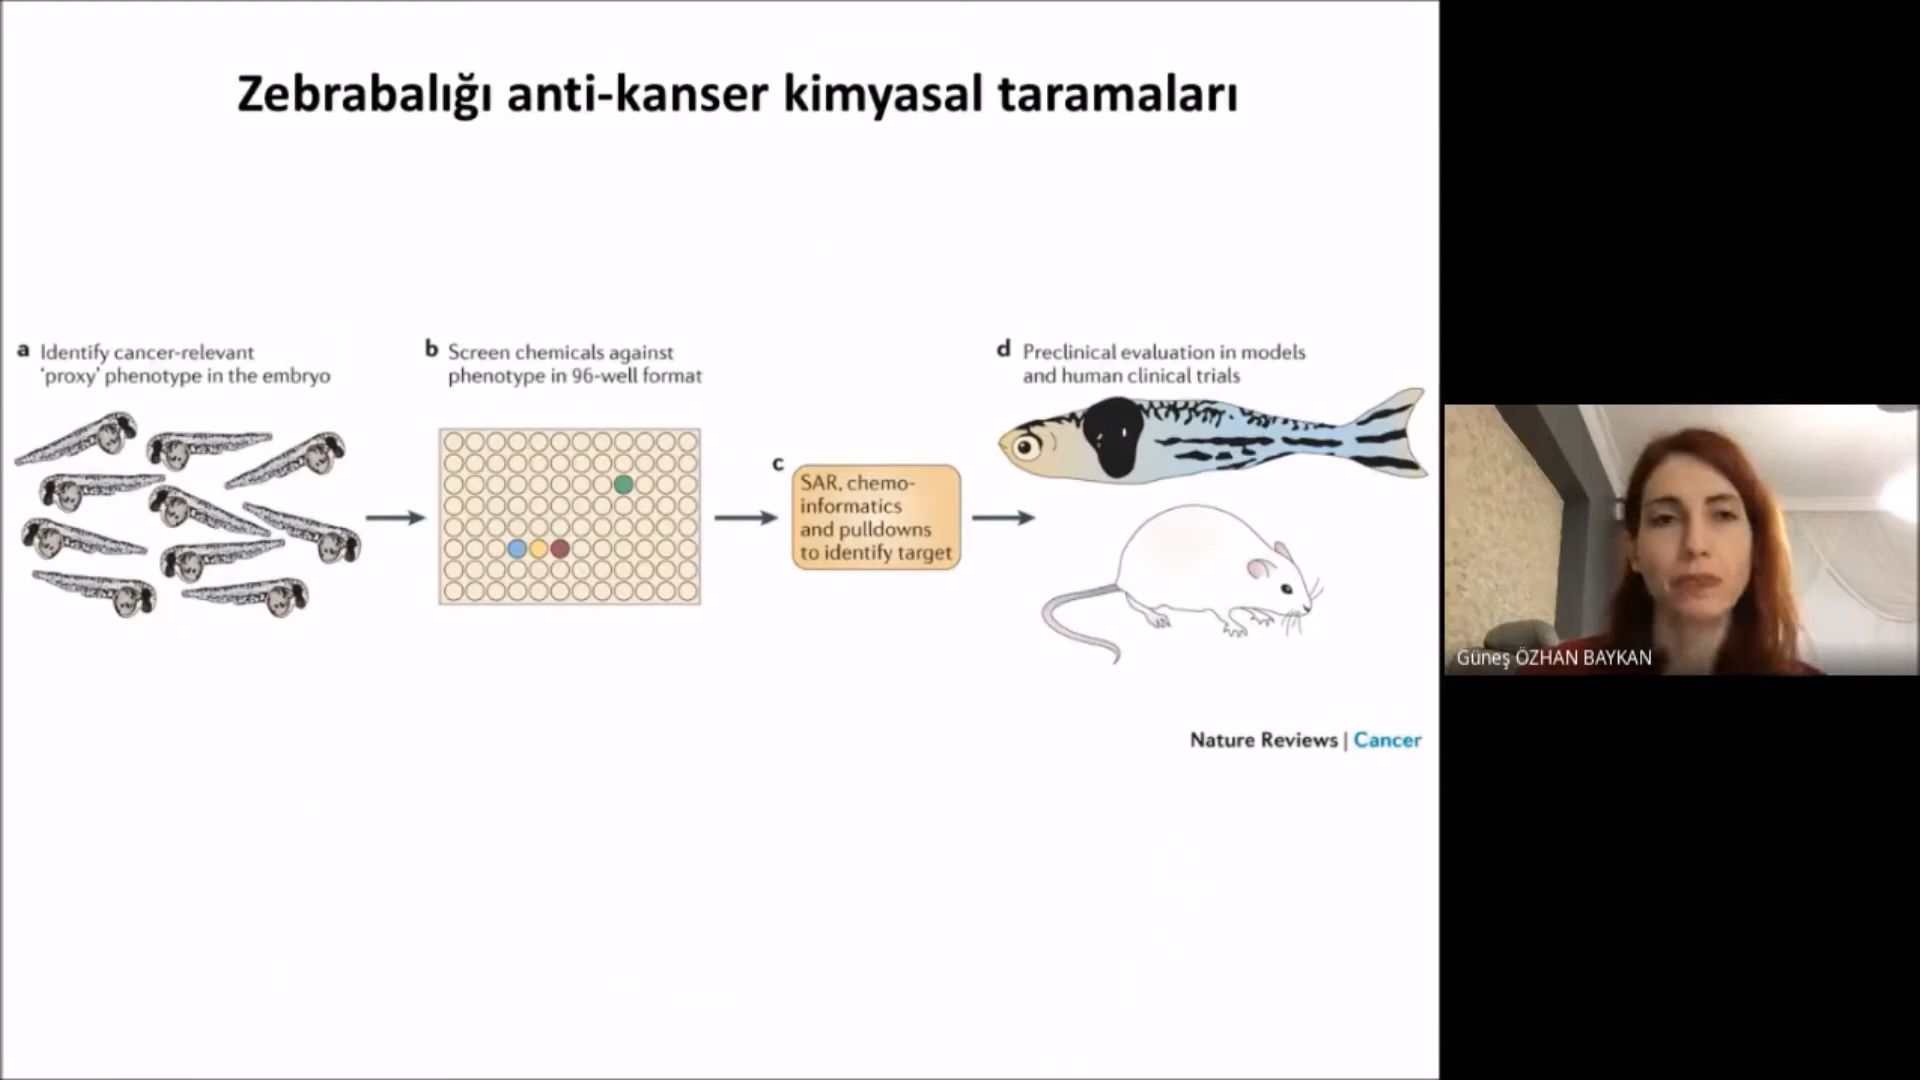 Zebrabalığı anti-kanser kimyasal taramaları
a Identify cancer-relevant
'proxy' phenotype in the embryo
b Screen chemicals against
phenotype in 96-well format
c
SAR, chemo-
informatics
and pulldowns
to identify target
d Preclinical evaluation in models
and human clinical trials
Nature Reviews | Cancer
Güneş ÖZHAN BAYKAN